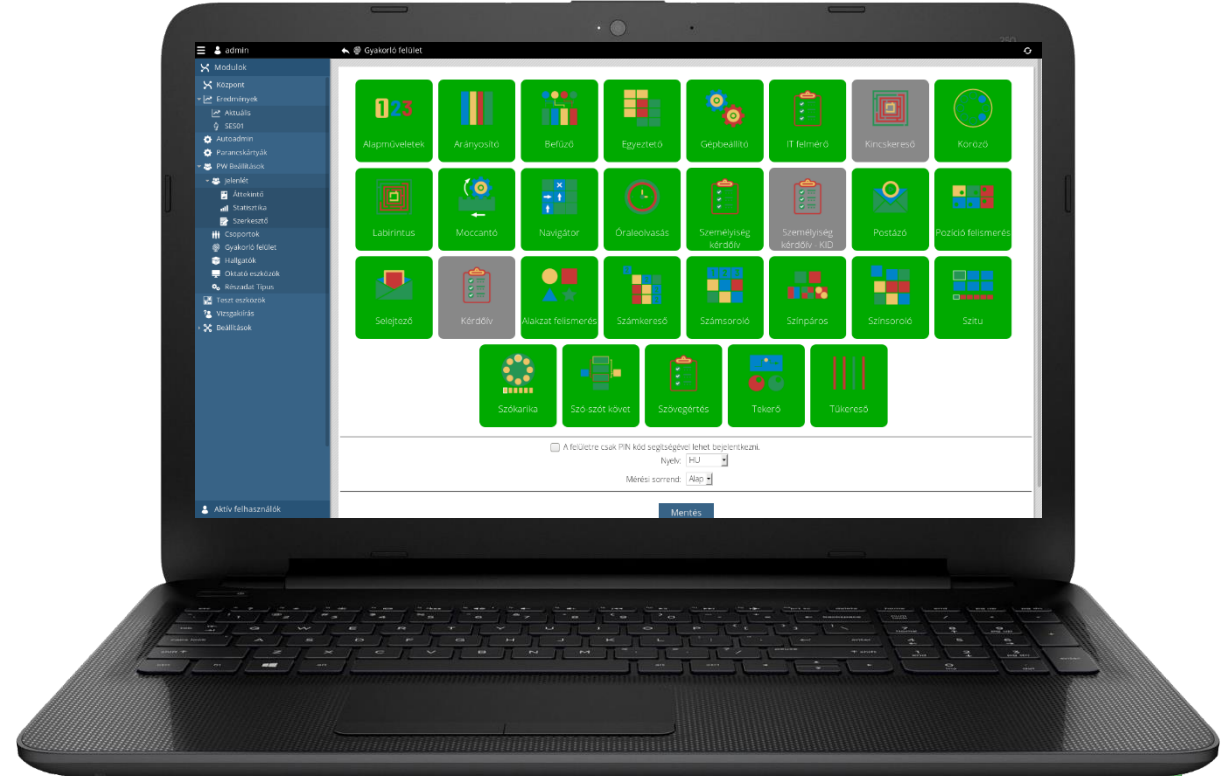 250
admin
Gyakorló felület
Modulok
Központ
Eredmények
Aktuális
SES01
Autoadmin
Parancskártyák
PW Beállítások
Jelenlét
Áttekintő
Statisztika
Szerkesztő
Csoportok
Gyakorló felület
Hallgatók
Oktató eszközök
Részadat Típus
Teszt eszközök
Vizsgakiírás
Beállítások
Aktív felhasználók
123
Alapműveletek
Arányosító
Befűző
Egyeztető
Gépbeállító
IT felmérő
Kincskereső
Köröző
Labirintus
Moccantó
Navigátor
Óraleolvasás
Személyiség kérdőív
Személyiség kérdőív - KID
Postázó
Pozíció felismerés
Selejtező
Kérdőív
Alakzat felismerés
Számkereső
Számsoroló
Színpáros
Színsoroló
Szitu
Szókarika
Szó-szót követ
Szövegértés
Tekerő
Tükereső
A felületre csak PIN kód segítségével lehet bejelentkezni.
Nyelv: HU
Mérési sorrend: Alap
Mentés